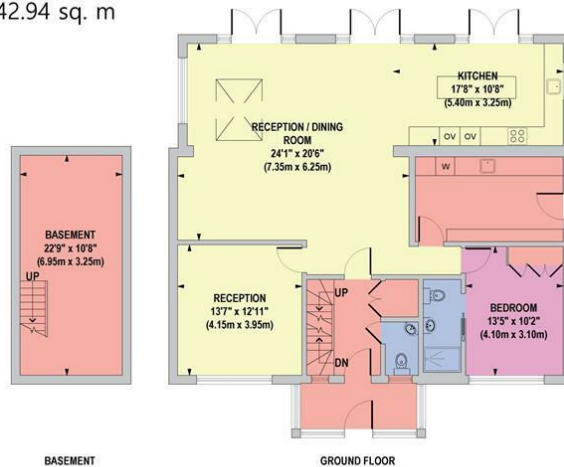 42.94 sq. m
KITCHEN
17'8" x 10'8"
(5.40m x 3.25m)
RECEPTION / DINING
ROOM
24'1" x 20'6"
(7.35m x 6.25m)
OV OV
W
BASEMENT
22'9" x 10'8"
(6.95m x 3.25m)
UP
RECEPTION
13'7" x 12'11"
(4.15m x 3.95m)
UP
DN
BEDROOM
13'5" x 10'2"
(4.10m x 3.10m)
BASEMENT
GROUND FLOOR